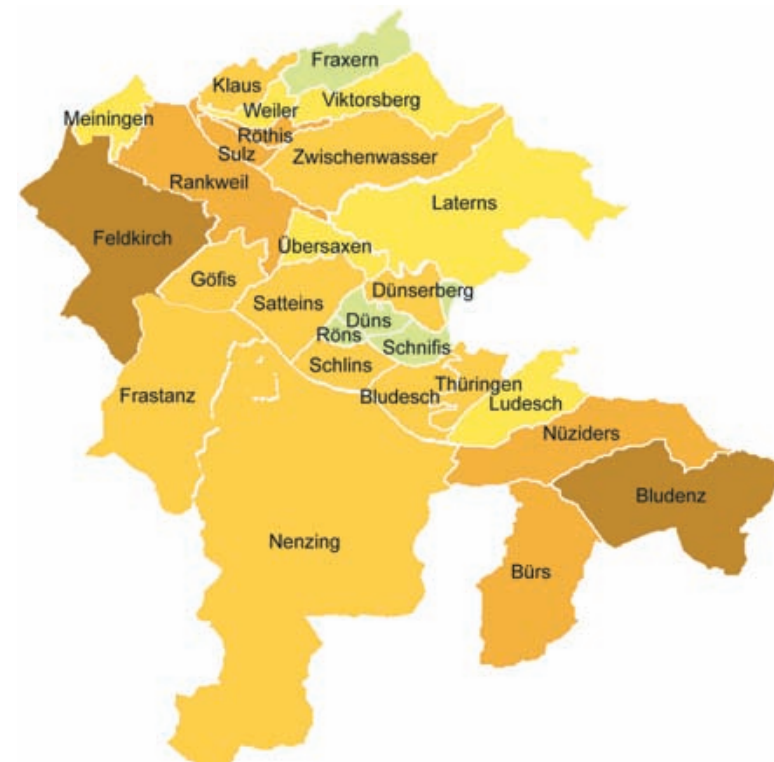 Fraxern
Klaus
Viktorsberg
Weiler
Meiningen
Röthis
Sulz
Zwischenwasser
Rankweil
Laterns
Feldkirch
Übersaxen
Göfis
Dünserberg
Satteins
Düns
Röns
Schnifis
Schlins
Thüringen
Frastanz
Bludesch
Ludesch
Nüziders
Bludenz
Nenzing
Bürs